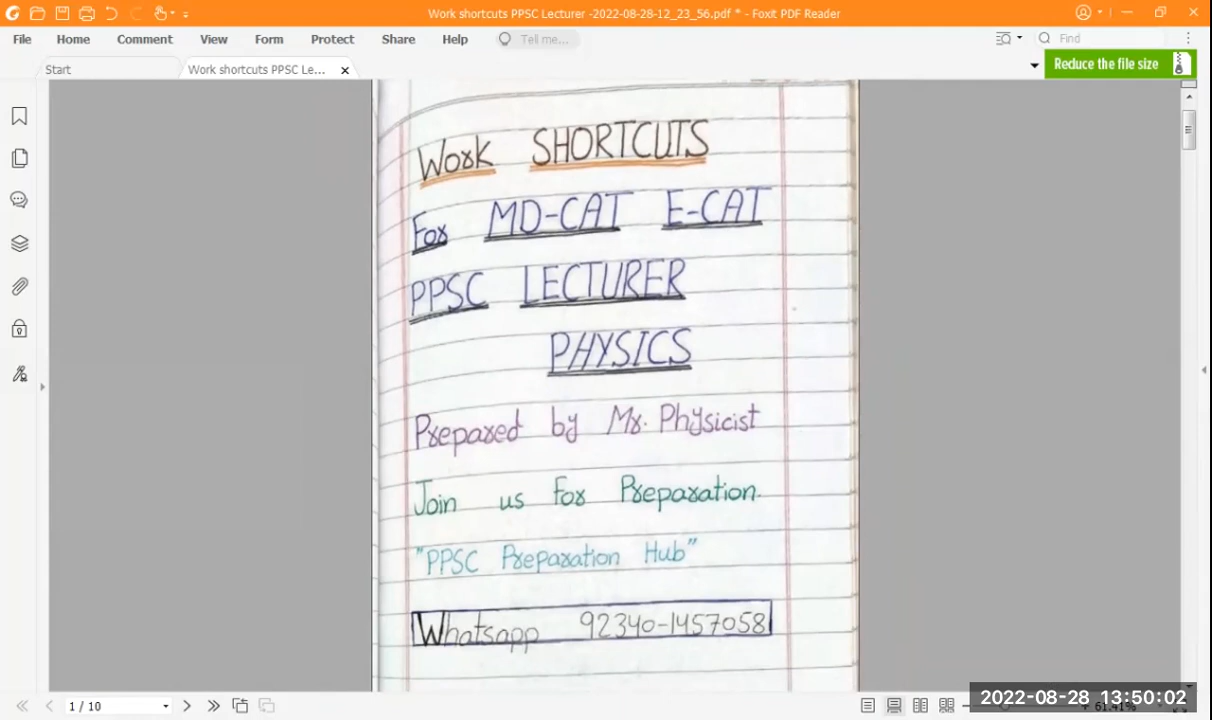 Work shortcuts PPSC Lecturer -2022-08-28-12_23_56.pdf * - Foxit PDF Reader
File Home Comment View Form Protect Share Help Tell me... Find
Start Work shortcuts PPSC Le... Reduce the file size
Work SHORTCUTS
For MD-CAT E-CAT
PPSC LECTURER
PHYSICS
Prepared by Mr. Physicist
Join us For Preparation.
"PPSC Preparation Hub"
Whatsapp 92340-1457058
1 / 10 61.41%
2022-08-28 13:50:02